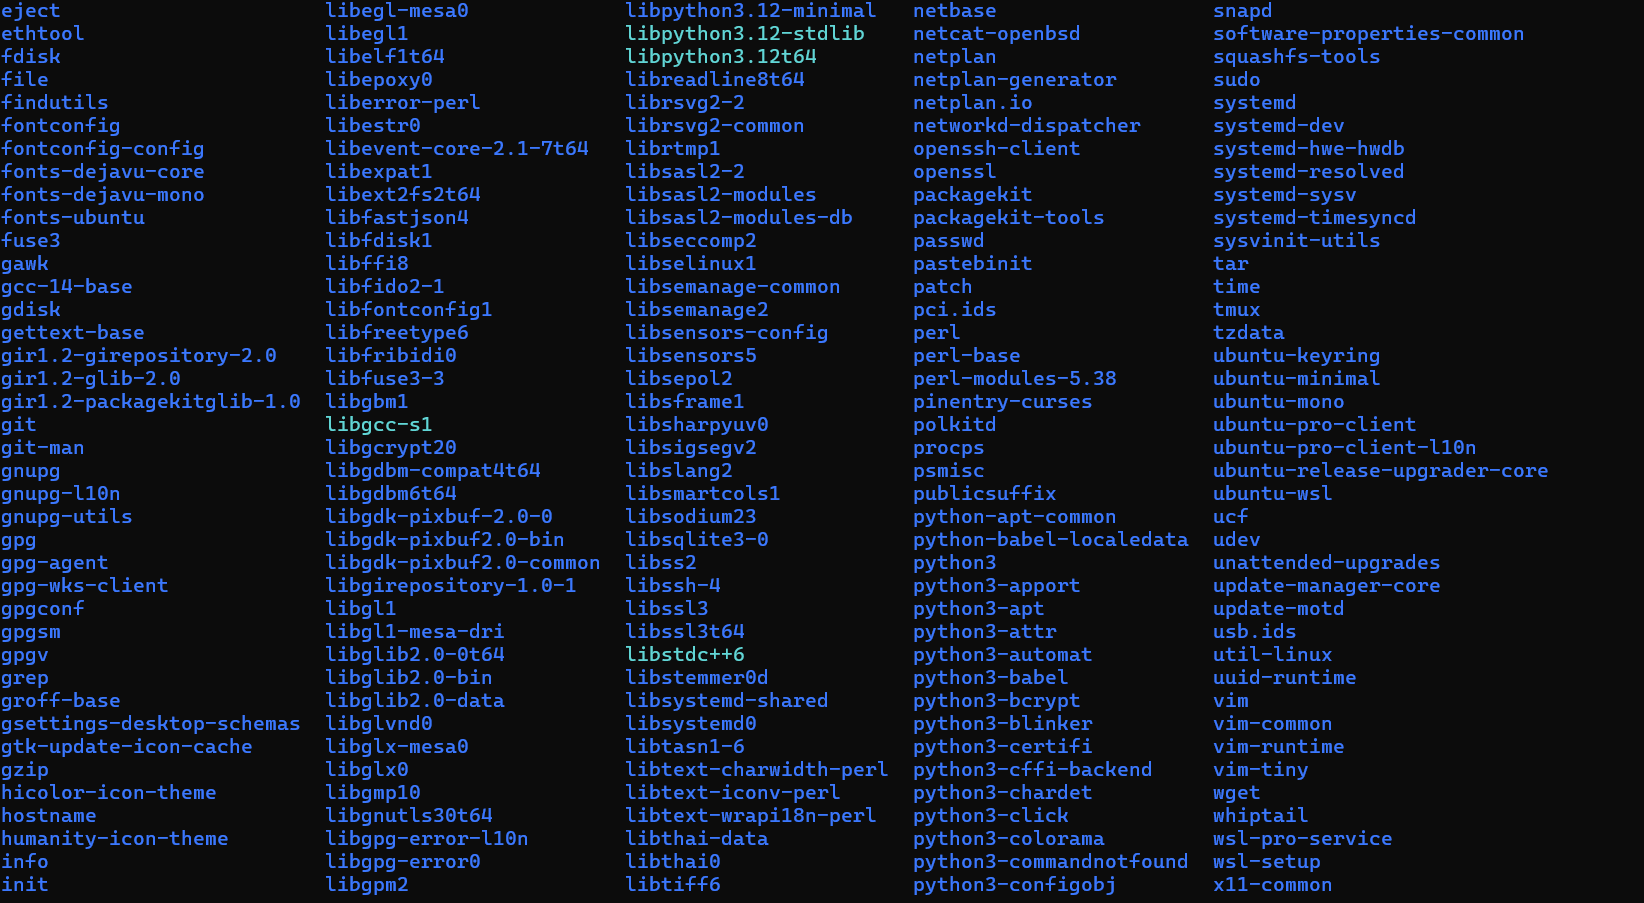 eject libegl-mesa0 libpython3.12-minimal netbase snapd
ethtool libegl1 libpython3.12-stdlib netcat-openbsd software-properties-common
fdisk libelf1t64 libpython3.12t64 netplan squashfs-tools
file libepoxy0 libreadline8t64 netplan-generator sudo
findutils liberror-perl librsvg2-2 netplan.io systemd
fontconfig libestr0 librsvg2-common networkd-dispatcher systemd-dev
fontconfig-config libevent-core-2.1-7t64 librtmp1 openssh-client systemd-hwe-hwdb
fonts-dejavu-core libexpat1 libsasl2-2 openssl systemd-resolved
fonts-dejavu-mono libext2fs2t64 libsasl2-modules packagekit systemd-sysv
fonts-ubuntu libfastjson4 libsasl2-modules-db packagekit-tools systemd-timesyncd
fuse3 libfdisk1 libseccomp2 passwd sysvinit-utils
gawk libffi8 libselinux1 pastebinit tar
gcc-14-base libfido2-1 libsemanage-common patch time
gdisk libfontconfig1 libsemanage2 pci.ids tmux
gettext-base libfreetype6 libsensors-config perl tzdata
gir1.2-girepository-2.0 libfribidi0 libsensors5 perl-base ubuntu-keyring
gir1.2-glib-2.0 libfuse3-3 libsepol2 perl-modules-5.38 ubuntu-minimal
gir1.2-packagekitglib-1.0 libgbm1 libsframe1 pinentry-curses ubuntu-mono
git libgcc-s1 libsharpyuv0 polkitd ubuntu-pro-client
git-man libgcrypt20 libsigsegv2 procps ubuntu-pro-client-l10n
gnupg libgdbm-compat4t64 libslang2 psmisc ubuntu-release-upgrader-core
gnupg-l10n libgdbm6t64 libsmartcols1 publicsuffix ubuntu-wsl
gnupg-utils libgdk-pixbuf-2.0-0 libsodium23 python-apt-common ucf
gpg libgdk-pixbuf2.0-bin libsqlite3-0 python-babel-localedata udev
gpg-agent libgdk-pixbuf2.0-common libss2 python3 unattended-upgrades
gpg-wks-client libgirepository-1.0-1 libssh-4 python3-apport update-manager-core
gpgconf libgl1 libssl3 python3-apt update-motd
gpgsm libgl1-mesa-dri libssl3t64 python3-attr usb.ids
gpgv libglib2.0-0t64 libstdc++6 python3-automat util-linux
grep libglib2.0-bin libstemmer0d python3-babel uuid-runtime
groff-base libglib2.0-data libsystemd-shared python3-bcrypt vim
gsettings-desktop-schemas libglvnd0 libsystemd0 python3-blinker vim-common
gtk-update-icon-cache libglx-mesa0 libtasn1-6 python3-certifi vim-runtime
gzip libglx0 libtext-charwidth-perl python3-cffi-backend vim-tiny
hicolor-icon-theme libgmp10 libtext-iconv-perl python3-chardet wget
hostname libgnutls30t64 libtext-wrapi18n-perl python3-click whiptail
humanity-icon-theme libgpg-error-l10n libthai-data python3-colorama wsl-pro-service
info libgpg-error0 libthai0 python3-commandnotfound wsl-setup
init libgpm2 libtiff6 python3-configobj x11-common